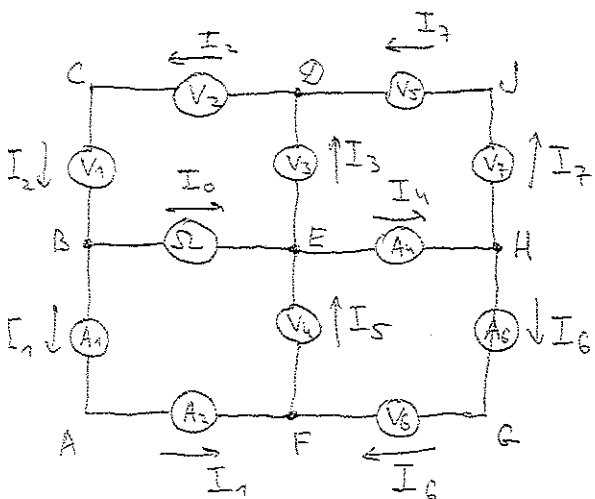 I2 I7
C V2 D V5 J
I2 V1 V3 I3 V7 I7
I0 I4
B Ω E A4 H
I1 A1 V4 I5 A6 I6
A A2 F V6 G
I1 I6